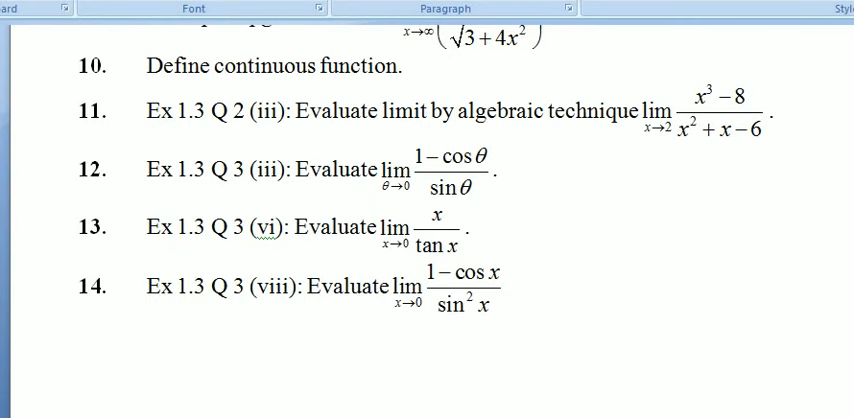 ard Font Paragraph Styl
lim x→∞ ( √3+4x² )
10. Define continuous function.
11. Ex 1.3 Q 2 (iii): Evaluate limit by algebraic technique lim x→2 (x³ − 8)/(x² + x − 6) .
12. Ex 1.3 Q 3 (iii): Evaluate lim θ→0 (1 − cos θ)/(sin θ) .
13. Ex 1.3 Q 3 (vi): Evaluate lim x→0 x/(tan x) .
14. Ex 1.3 Q 3 (viii): Evaluate lim x→0 (1 − cos x)/(sin² x)